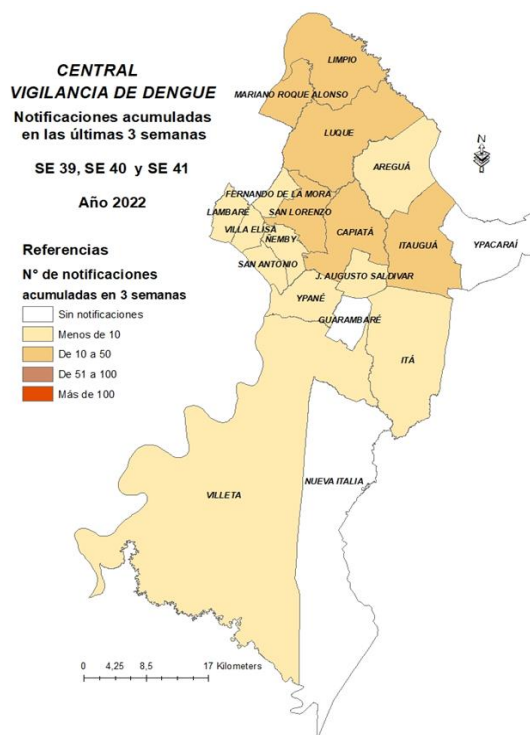 CENTRAL
VIGILANCIA DE DENGUE
Notificaciones acumuladas
en las últimas 3 semanas
SE 39, SE 40 y SE 41
Año 2022
Referencias
N° de notificaciones
acumuladas en 3 semanas
Sin notificaciones
Menos de 10
De 10 a 50
De 51 a 100
Más de 100
LIMPIO
MARIANO ROQUE ALONSO
LUQUE
AREGUÁ
N
FERNANDO DE LA MORA
LAMBARÉ
SAN LORENZO
VILLA ELISA
ÑEMBY
CAPIATÁ
ITAUGUÁ
YPACARAÍ
SAN ANTONIO
J. AUGUSTO SALDIVAR
YPANÉ
GUARAMBARÉ
ITÁ
VILLETA
NUEVA ITALIA
0 4,25 8,5 17 Kilometers